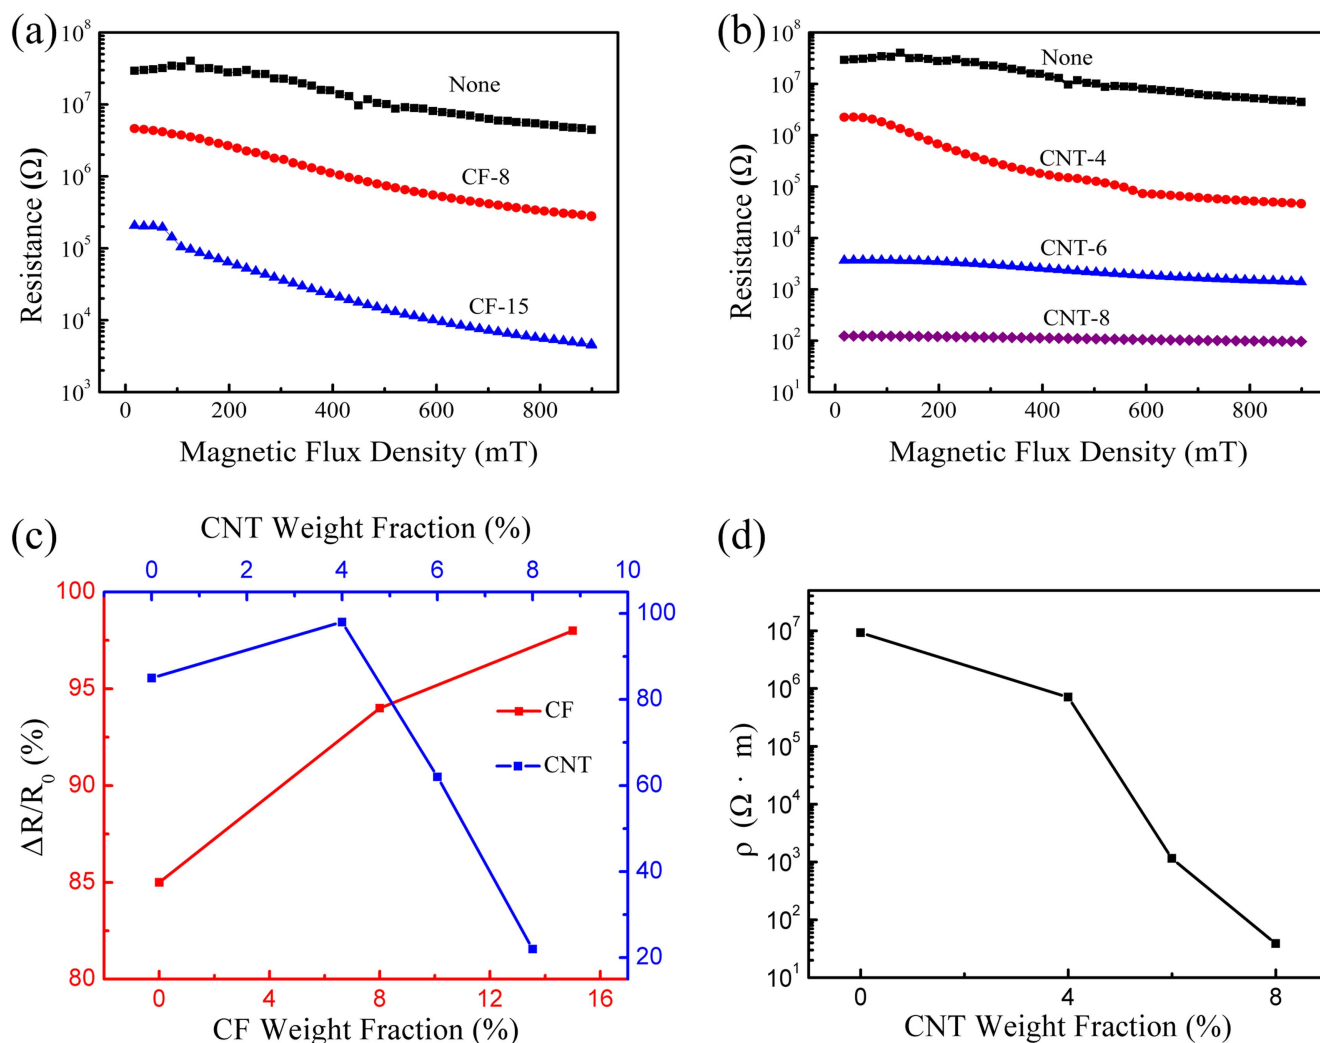 (a)
10⁸
10⁷
10⁶
10⁵
10⁴
10³
Resistance (Ω)
None
CF-8
CF-15
0 200 400 600 800
Magnetic Flux Density (mT)
(b)
10⁸
10⁷
10⁶
10⁵
10⁴
10³
10²
10¹
Resistance (Ω)
None
CNT-4
CNT-6
CNT-8
0 200 400 600 800
Magnetic Flux Density (mT)
(c)
CNT Weight Fraction (%)
0 2 4 6 8 10
100
95
90
85
80
ΔR/R₀ (%)
CF
CNT
100
80
60
40
20
0 4 8 12 16
CF Weight Fraction (%)
(d)
10⁷
10⁶
10⁵
10⁴
10³
10²
10¹
ρ (Ω · m)
0 4 8
CNT Weight Fraction (%)